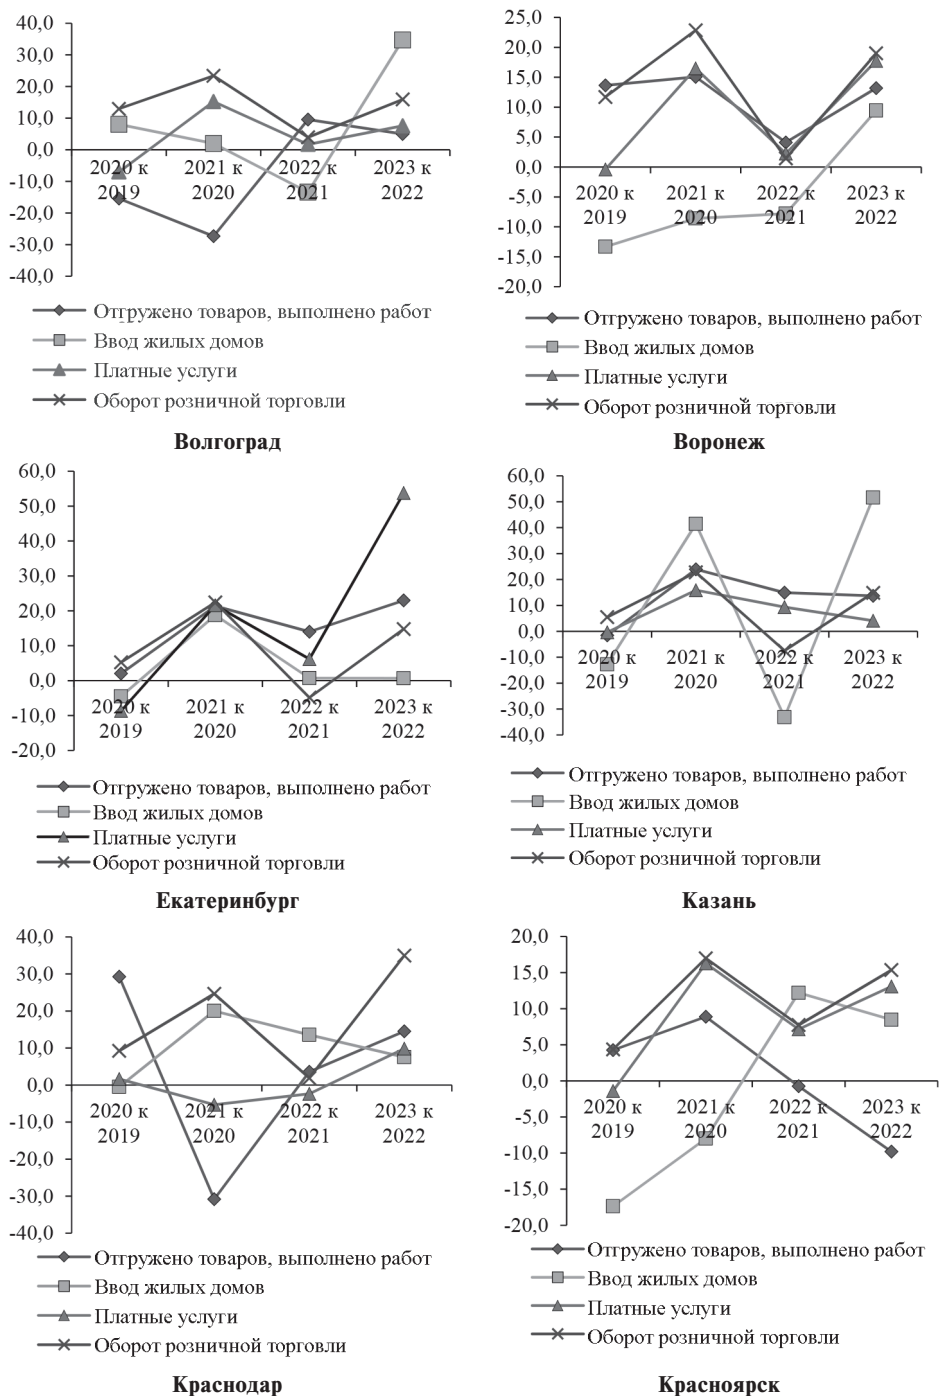 40,0
30,0
20,0
10,0
0,0
-10,0
-20,0
-30,0
-40,0
2020 к 2019
2021 к 2020
2022 к 2021
2023 к 2022
Отгружено товаров, выполнено работ
Ввод жилых домов
Платные услуги
Оборот розничной торговли
Волгоград
25,0
20,0
15,0
10,0
5,0
0,0
-5,0
-10,0
-15,0
-20,0
2020 к 2019
2021 к 2020
2022 к 2021
2023 к 2022
Отгружено товаров, выполнено работ
Ввод жилых домов
Платные услуги
Оборот розничной торговли
Воронеж
60,0
50,0
40,0
30,0
20,0
10,0
0,0
-10,0
-20,0
2020 к 2019
2021 к 2020
2022 к 2021
2023 к 2022
Отгружено товаров, выполнено работ
Ввод жилых домов
Платные услуги
Оборот розничной торговли
Екатеринбург
60,0
50,0
40,0
30,0
20,0
10,0
0,0
-10,0
-20,0
-30,0
-40,0
2020 к 2019
2021 к 2020
2022 к 2021
2023 к 2022
Отгружено товаров, выполнено работ
Ввод жилых домов
Платные услуги
Оборот розничной торговли
Казань
40,0
30,0
20,0
10,0
0,0
-10,0
-20,0
-30,0
-40,0
2020 к 2019
2021 к 2020
2022 к 2021
2023 к 2022
Отгружено товаров, выполнено работ
Ввод жилых домов
Платные услуги
Оборот розничной торговли
Краснодар
20,0
15,0
10,0
5,0
0,0
-5,0
-10,0
-15,0
-20,0
2020 к 2019
2021 к 2020
2022 к 2021
2023 к 2022
Отгружено товаров, выполнено работ
Ввод жилых домов
Платные услуги
Оборот розничной торговли
Красноярск